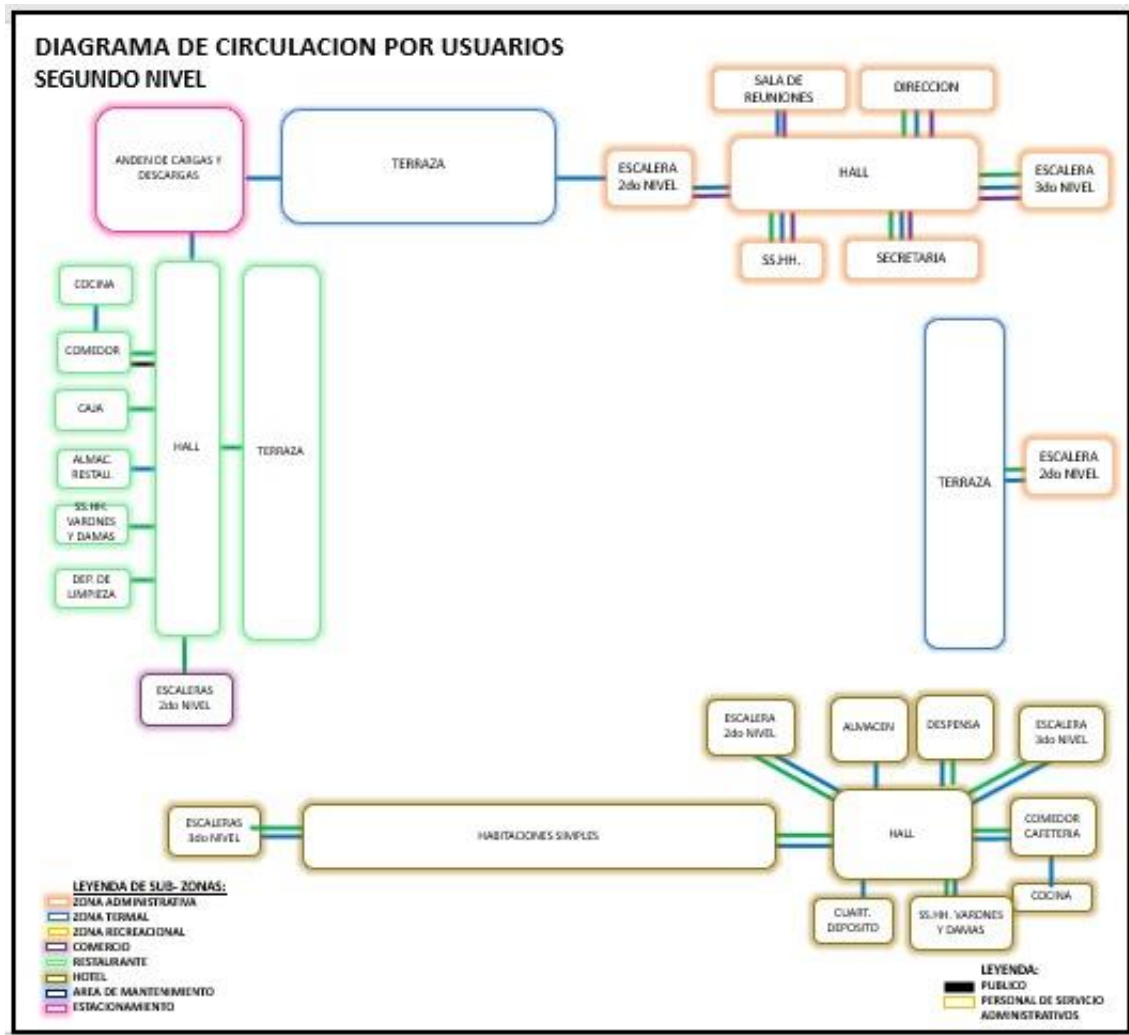 DIAGRAMA DE CIRCULACION POR USUARIOS
SEGUNDO NIVEL
SALA DE
REUNIONES
DIRECCION
ANDEN DE CARGAS Y
DESCARGAS
TERRAZA
ESCALERA
2do NIVEL
HALL
ESCALERA
3do NIVEL
SS.HH.
SECRETARIA
COCINA
COMEDOR
CAJA
ALMAC.
RESTAU.
SS.HH.
VARONES
Y DAMAS
DEP. DE
LIMPIEZA
HALL
TERRAZA
ESCALERAS
2do NIVEL
TERRAZA
ESCALERA
2do NIVEL
ESCALERA
2do NIVEL
ALMACEN
DESPENSA
ESCALERA
3do NIVEL
ESCALERAS
3do NIVEL
HABITACIONES SIMPLES
HALL
COMEDOR
CAFETERIA
COCINA
CUART.
DEPOSITO
SS.HH. VARONES
Y DAMAS
LEYENDA DE SUB- ZONAS:
ZONA ADMINISTRATIVA
ZONA TERMAL
ZONA RECREACIONAL
COMERCIO
RESTAURANTE
HOTEL
AREA DE MANTENIMIENTO
ESTACIONAMIENTO
LEYENDA:
PUBLICO
PERSONAL DE SERVICIO
ADMINISTRATIVOS